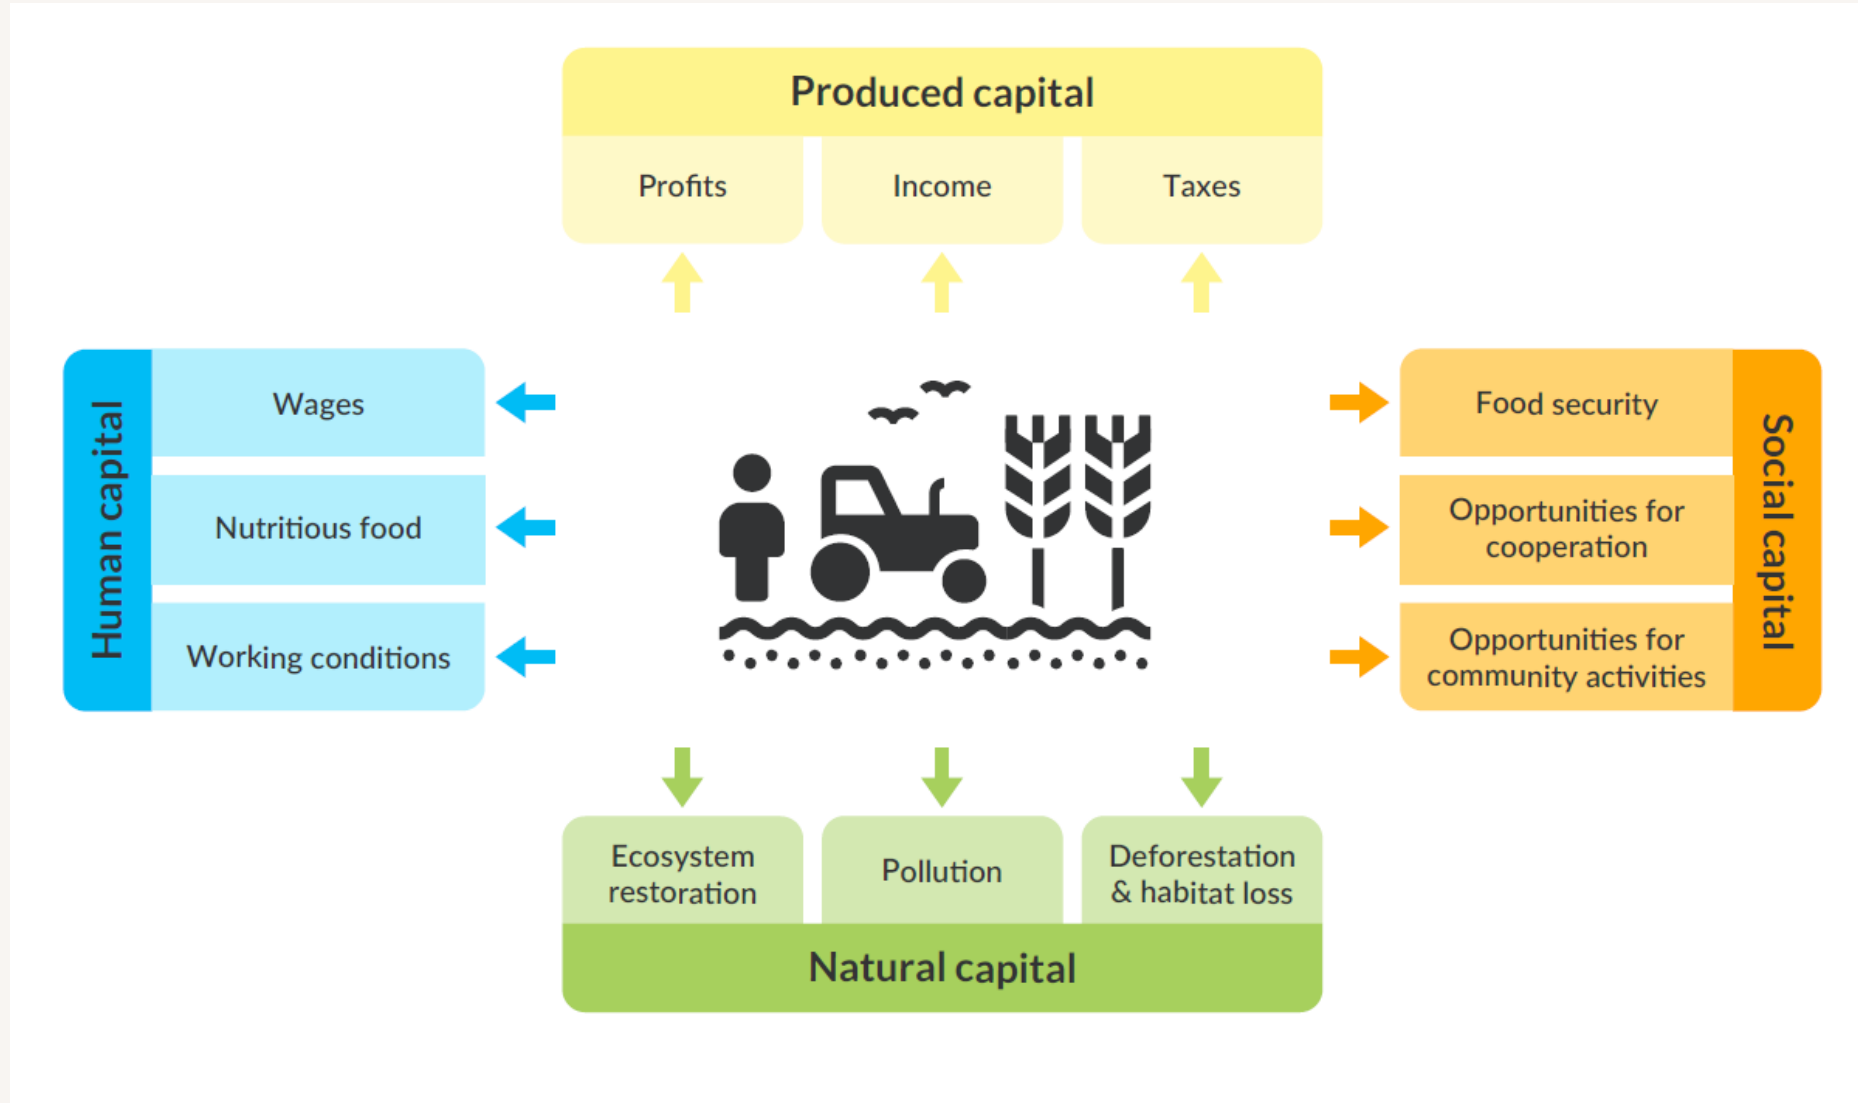 Produced capital
Profits
Income
Taxes
Human capital
Wages
Nutritious food
Working conditions
Food security
Opportunities for
cooperation
Opportunities for
community activities
Social capital
Ecosystem
restoration
Pollution
Deforestation
& habitat loss
Natural capital